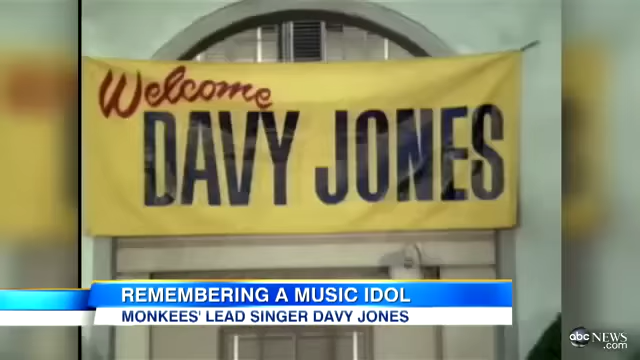 Welcome
DAVY JONES
REMEMBERING A MUSIC IDOL
MONKEES' LEAD SINGER DAVY JONES
abc NEWS
.com